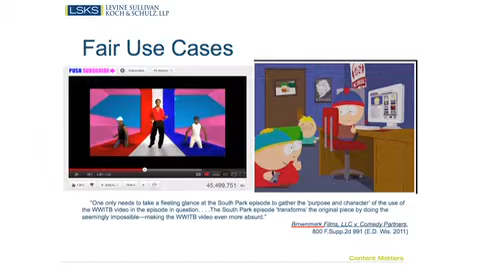 LSKS LEVINE SULLIVAN
KOCH & SCHULZ, LLP
Fair Use Cases
PUSH SUBSCRIBE
45,499,751
"One only needs to take a fleeting glance at the South Park episode to gather the 'purpose and character' of the use of
the WWITB video in the episode in question. . . .The South Park episode 'transforms' the original piece by doing the
seemingly impossible—making the WWITB video even more absurd."
Brownmark Films, LLC v. Comedy Partners,
800 F.Supp.2d 991 (E.D. Wis. 2011)
Content Matters